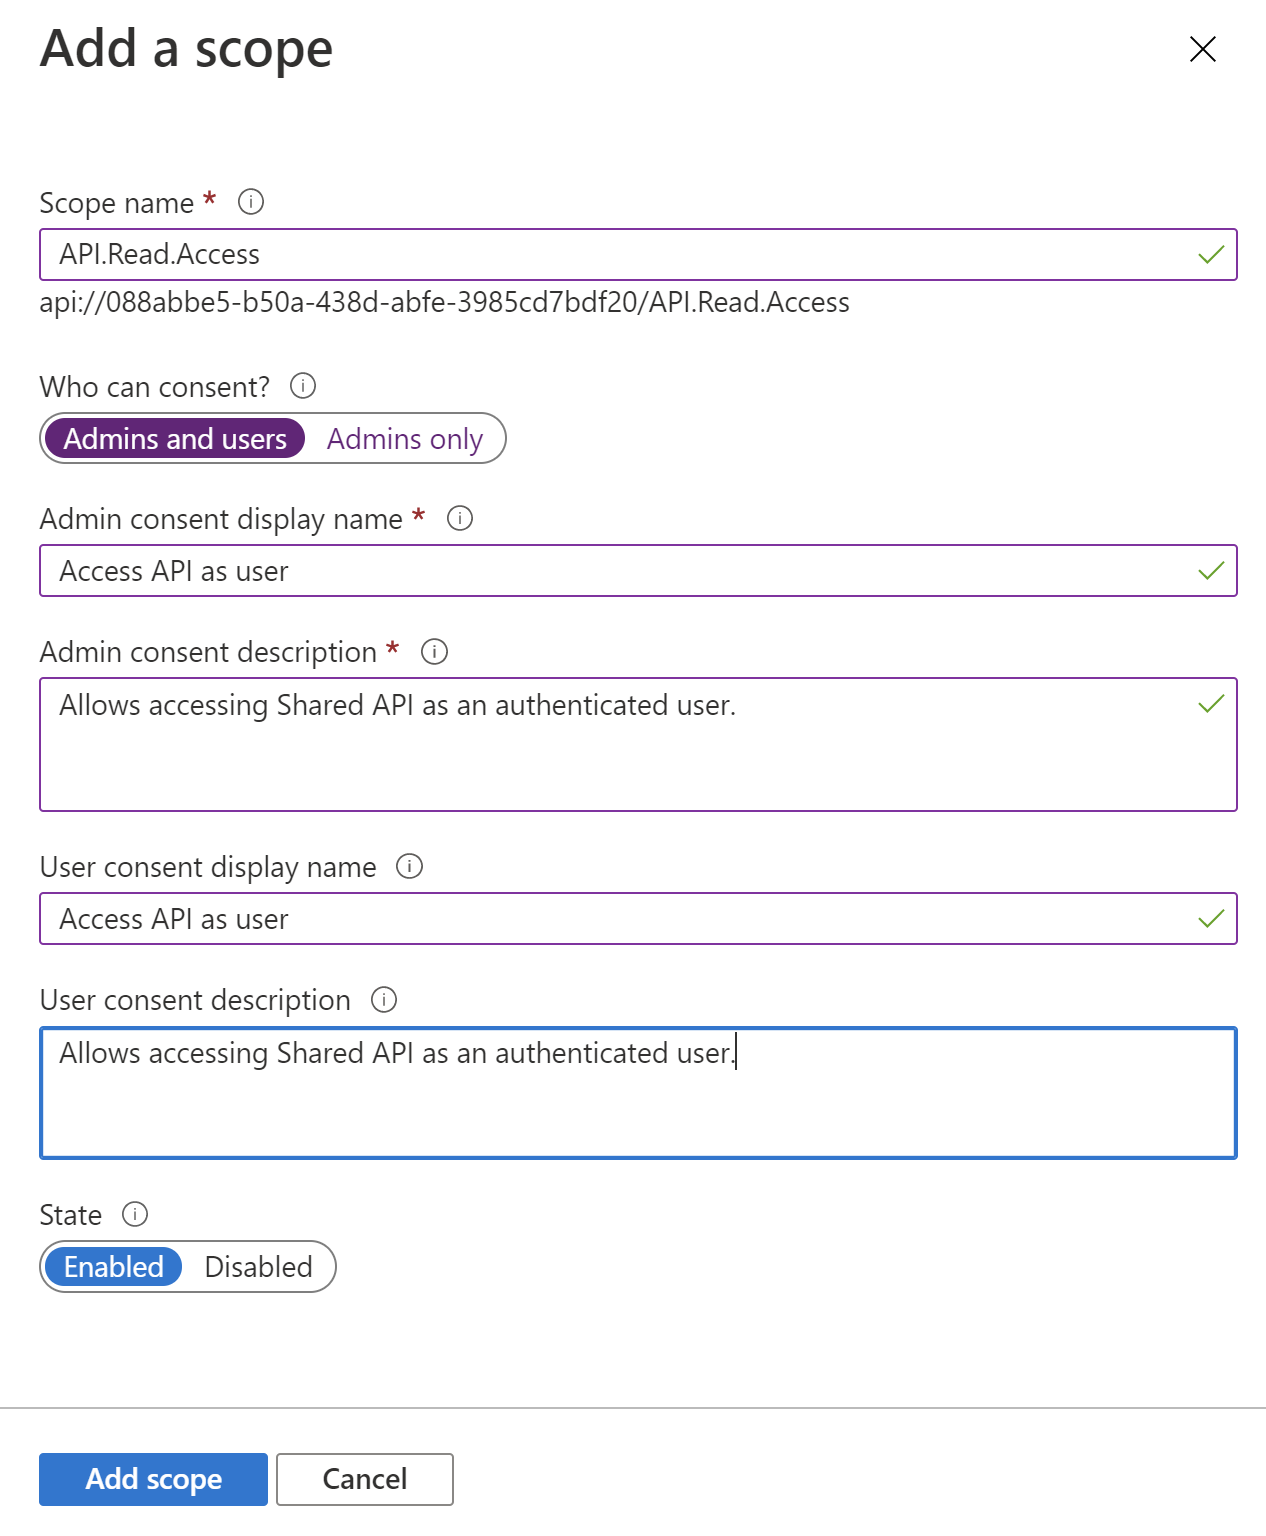 Add a scope
Scope name *
API.Read.Access
api://088abbe5-b50a-438d-abfe-3985cd7bdf20/API.Read.Access
Who can consent?
Admins and users Admins only
Admin consent display name *
Access API as user
Admin consent description *
Allows accessing Shared API as an authenticated user.
User consent display name
Access API as user
User consent description
Allows accessing Shared API as an authenticated user.
State
Enabled Disabled
Add scope Cancel